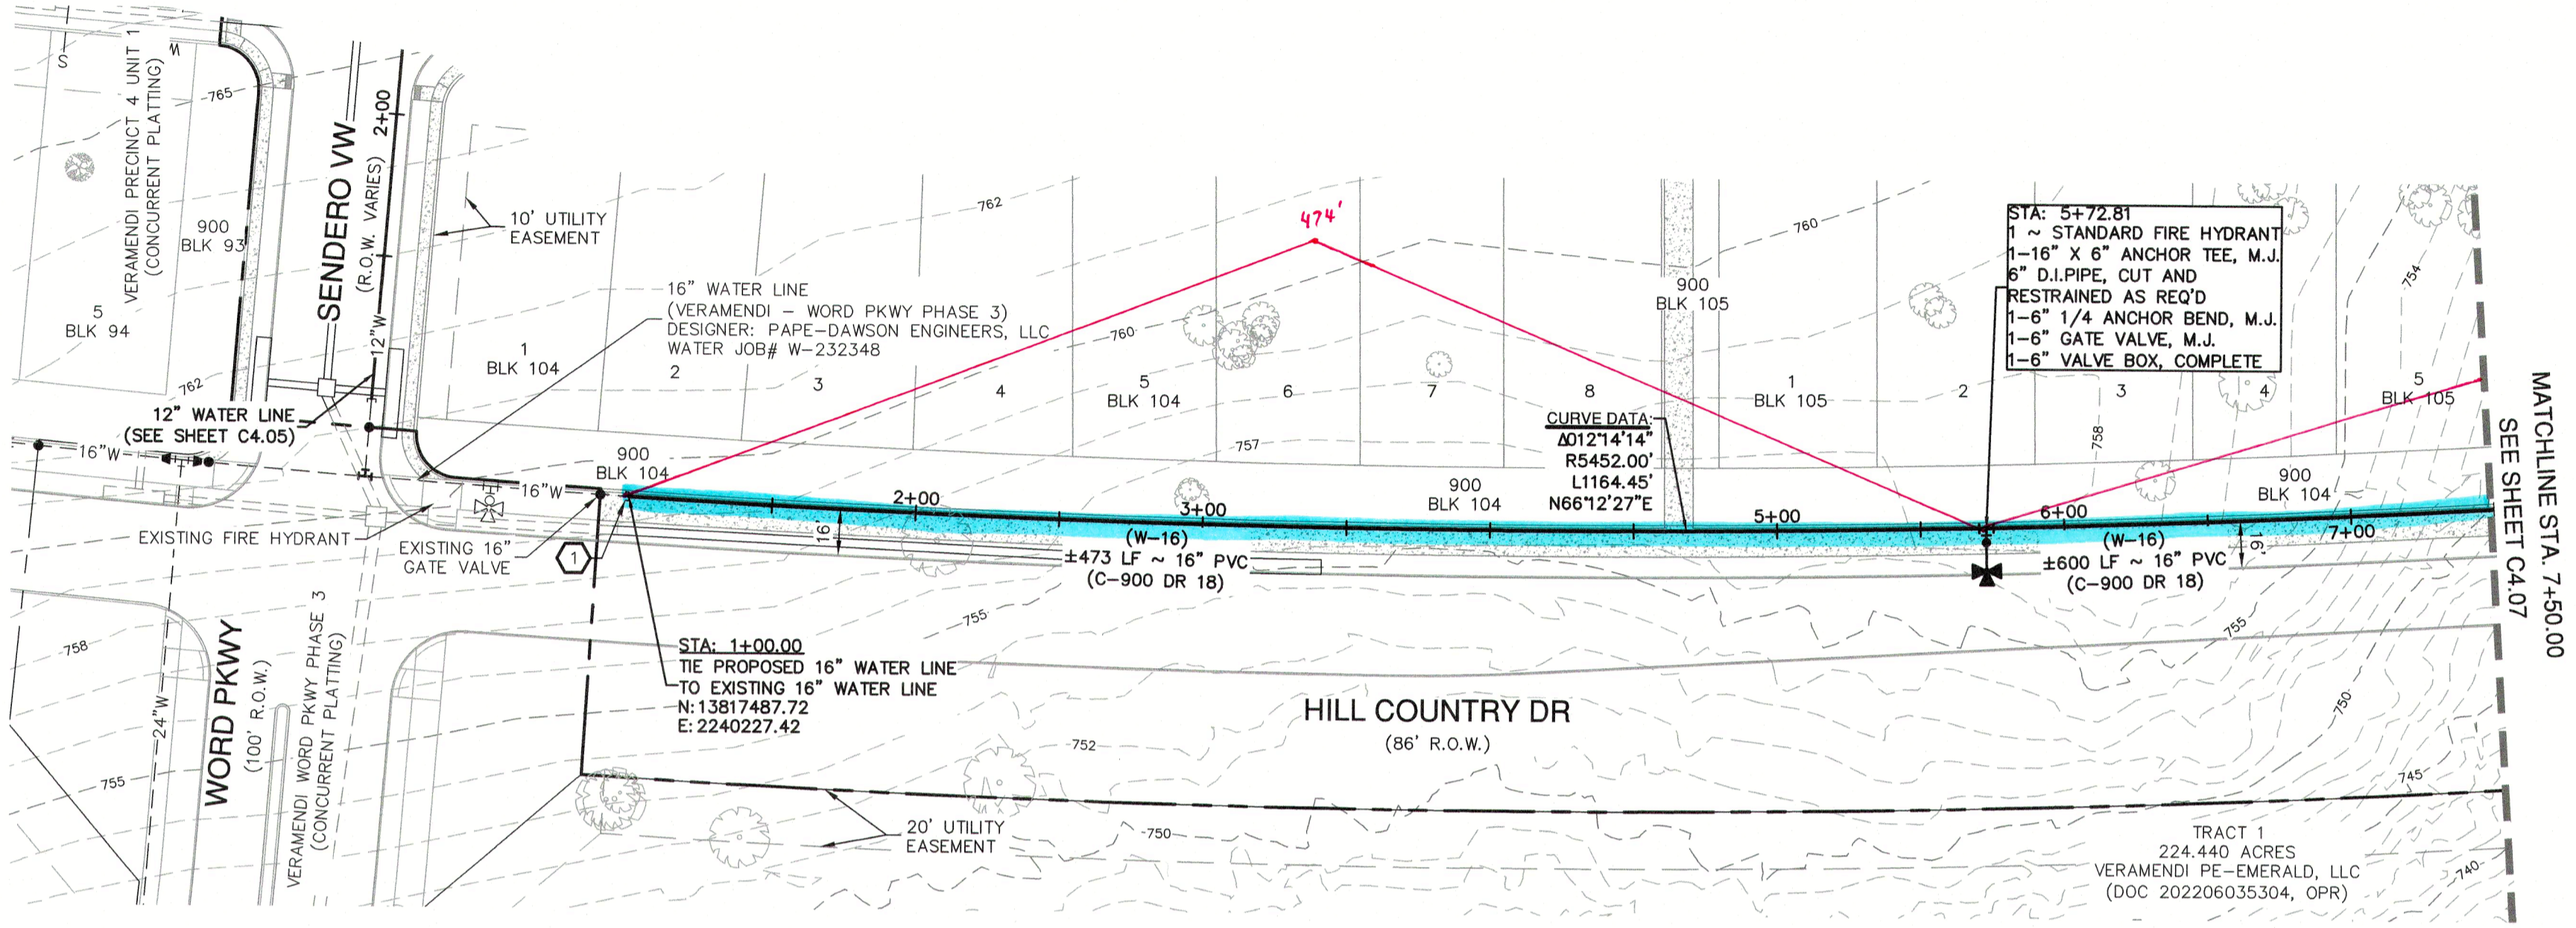 S
W
VERAMENDI PRECINCT 4 UNIT 1
(CONCURRENT PLATTING)
765
SENDERO VW
(R.O.W. VARIES)
2+00
12"W
10' UTILITY
EASEMENT
900
BLK 93
5
BLK 94
762
12" WATER LINE
(SEE SHEET C4.05)
16"W
16" WATER LINE
(VERAMENDI - WORD PKWY PHASE 3)
DESIGNER: PAPE-DAWSON ENGINEERS, LLC
WATER JOB# W-232348
1
BLK 104
2
3
4
5
BLK 104
6
7
8
762
760
757
474'
900
BLK 105
760
1
BLK 105
2
3
4
5
BLK 105
758
754
STA: 5+72.81
1 ~ STANDARD FIRE HYDRANT
1-16" X 6" ANCHOR TEE, M.J.
6" D.I.PIPE, CUT AND
RESTRAINED AS REQ'D
1-6" 1/4 ANCHOR BEND, M.J.
1-6" GATE VALVE, M.J.
1-6" VALVE BOX, COMPLETE
CURVE DATA:
Δ012°14'14"
R5452.00'
L1164.45'
N66°12'27"E
900
BLK 104
900
BLK 104
900
BLK 104
16"W
2+00
3+00
5+00
6+00
7+00
16'
16'
(W-16)
±473 LF ~ 16" PVC
(C-900 DR 18)
(W-16)
±600 LF ~ 16" PVC
(C-900 DR 18)
MATCHLINE STA. 7+50.00
SEE SHEET C4.07
EXISTING FIRE HYDRANT
EXISTING 16"
GATE VALVE
1
STA: 1+00.00
TIE PROPOSED 16" WATER LINE
TO EXISTING 16" WATER LINE
N:13817487.72
E:2240227.42
758
755
24"W
WORD PKWY
(100' R.O.W.)
VERAMENDI WORD PKWY PHASE 3
(CONCURRENT PLATTING)
755
755
752
750
750
745
740
HILL COUNTRY DR
(86' R.O.W.)
20' UTILITY
EASEMENT
TRACT 1
224.440 ACRES
VERAMENDI PE-EMERALD, LLC
(DOC 202206035304, OPR)